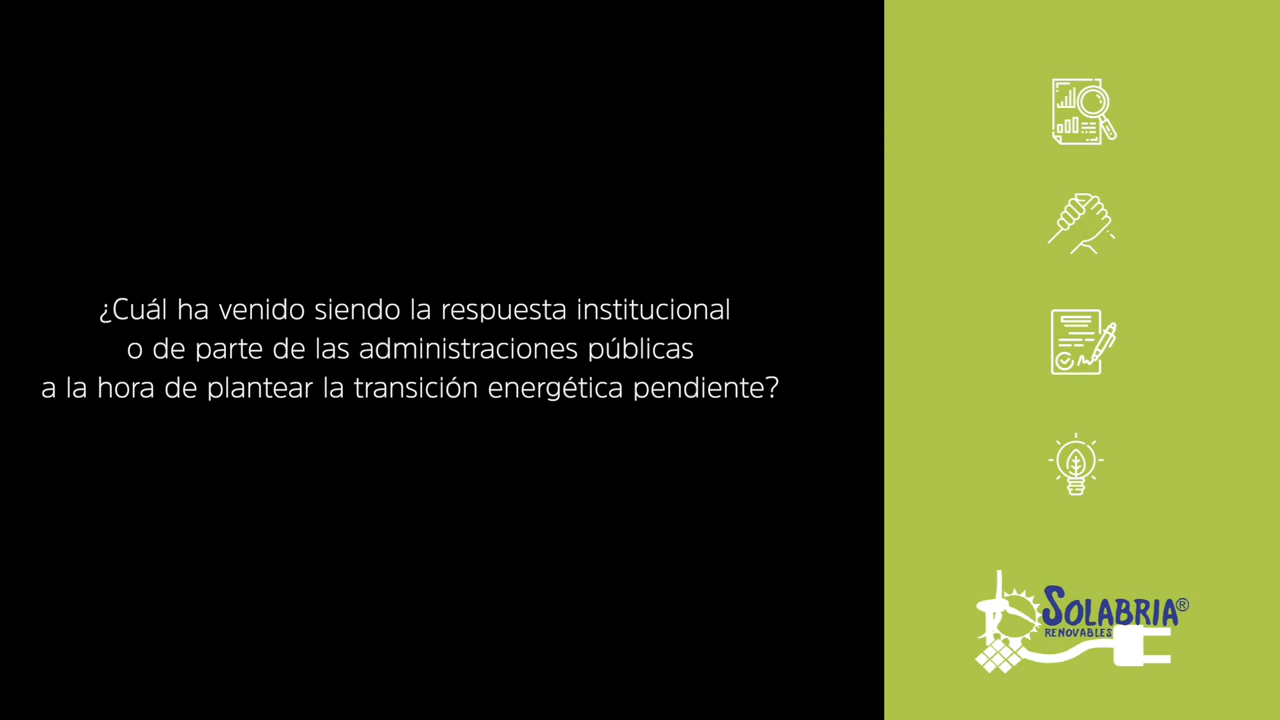 ¿Cuál ha venido siendo la respuesta institucional
o de parte de las administraciones públicas
a la hora de plantear la transición energética pendiente?
SOLABRIA®
RENOVABLES